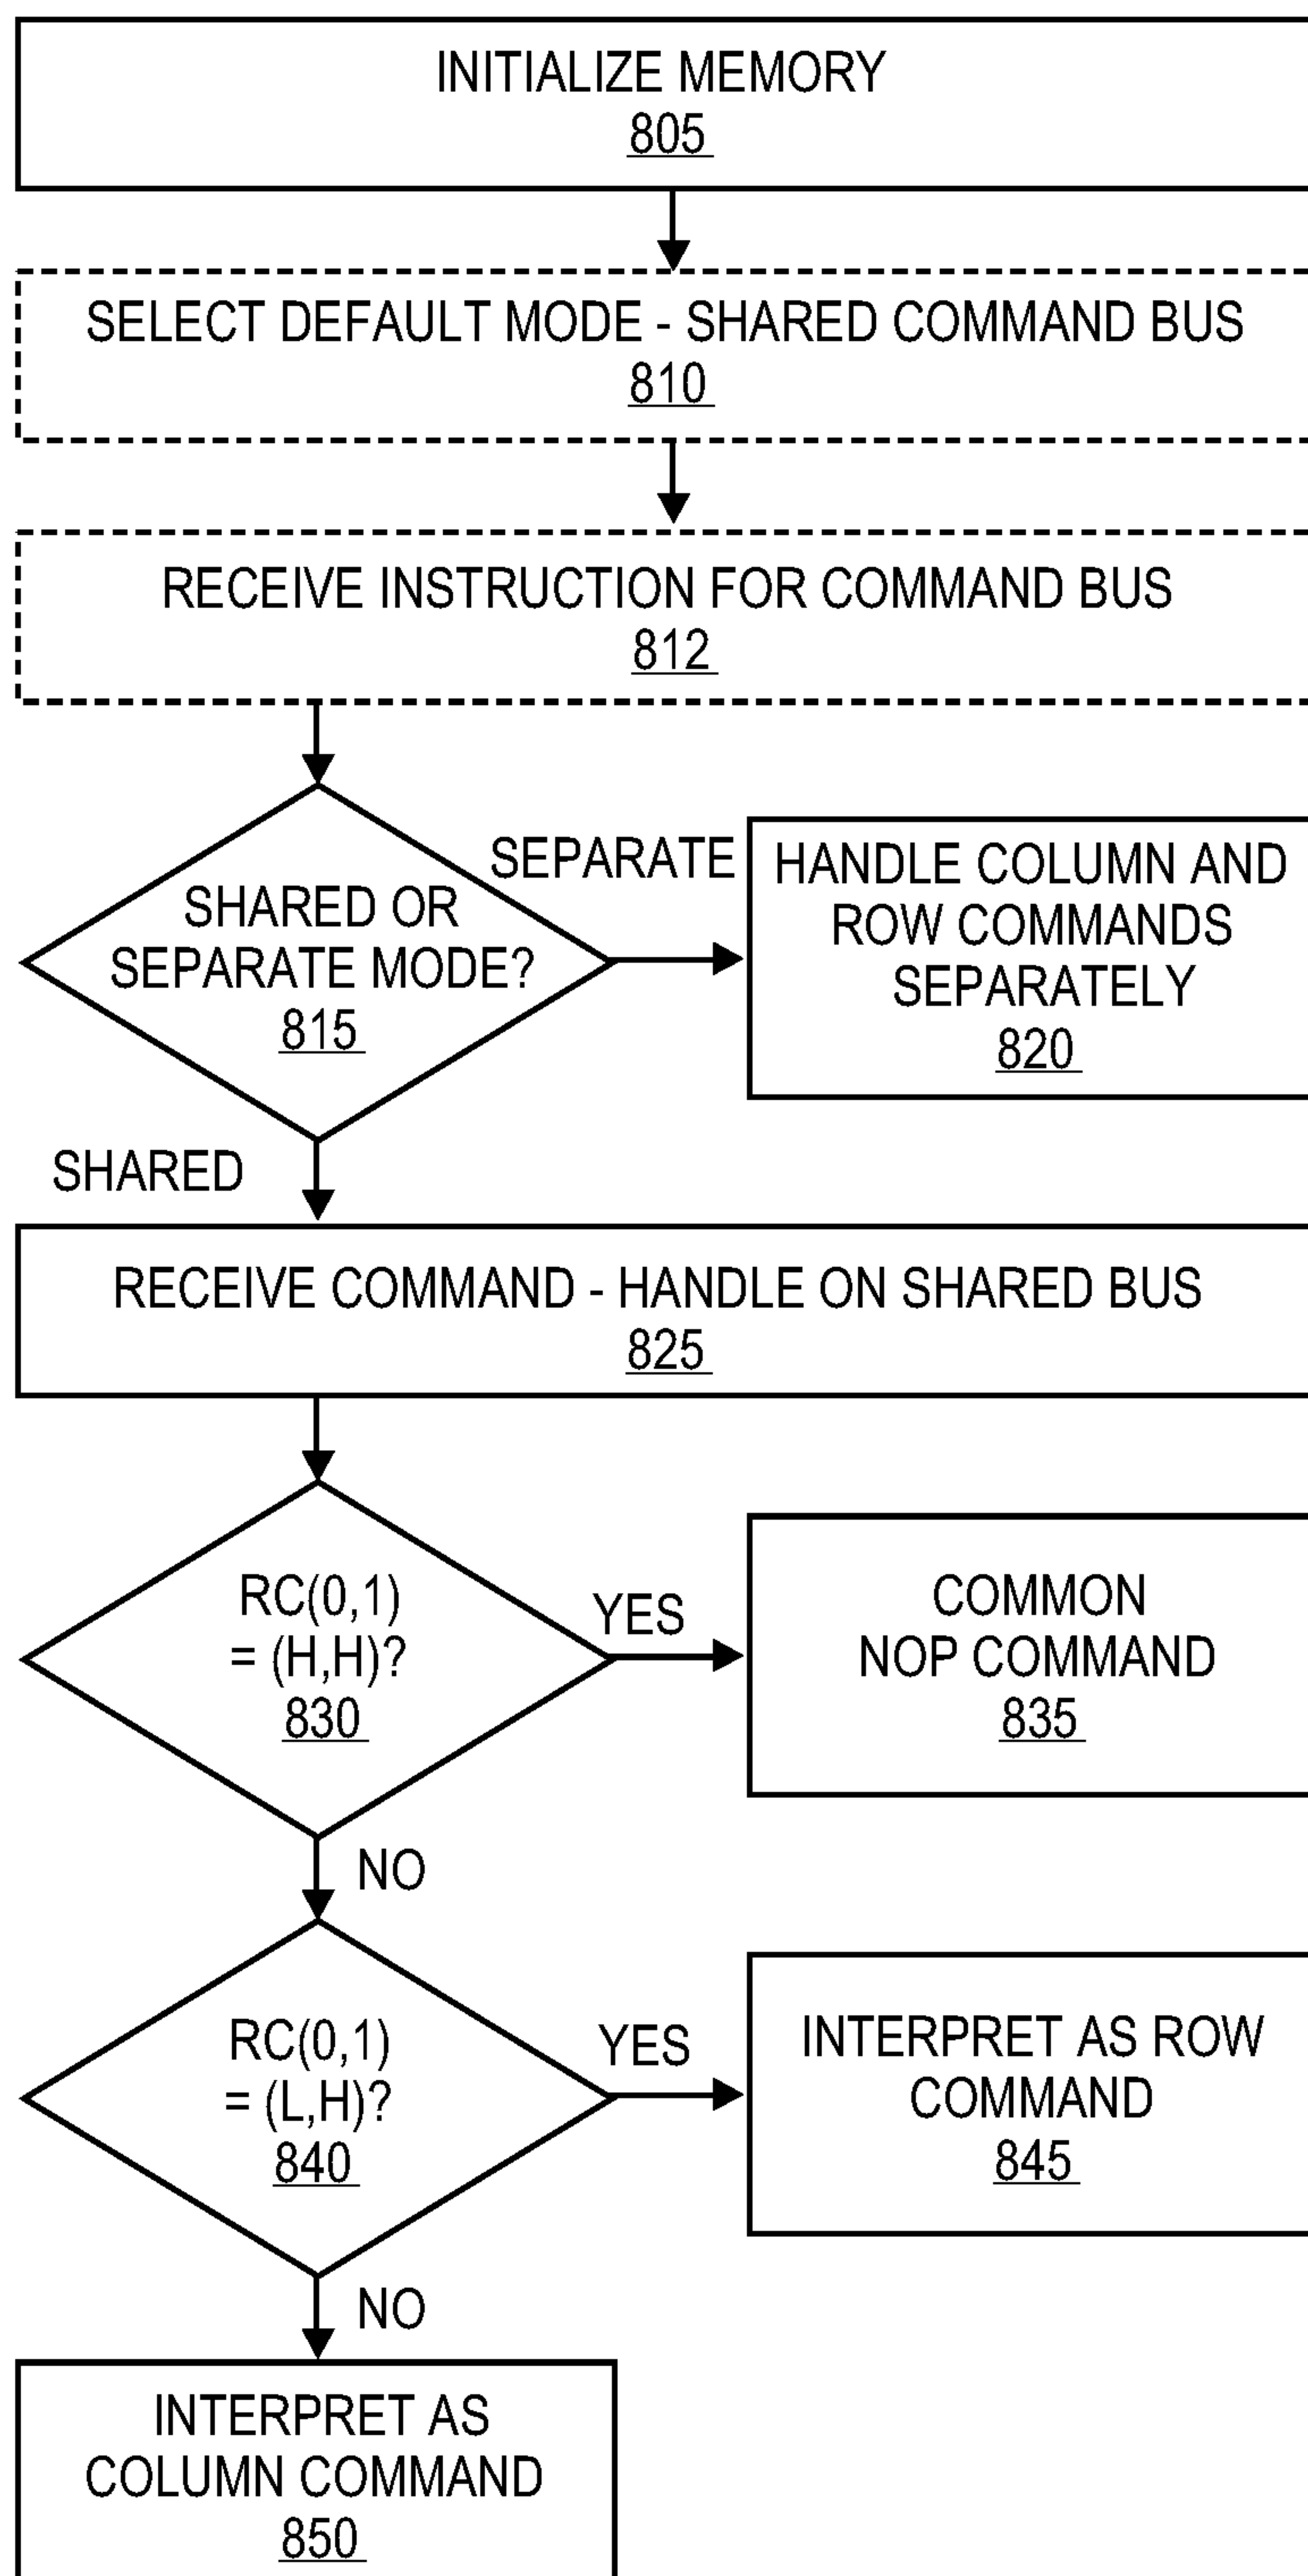 INITIALIZE MEMORY
805
SELECT DEFAULT MODE - SHARED COMMAND BUS
810
RECEIVE INSTRUCTION FOR COMMAND BUS
812
SHARED OR
SEPARATE MODE?
815
SEPARATE
HANDLE COLUMN AND
ROW COMMANDS
SEPARATELY
820
SHARED
RECEIVE COMMAND - HANDLE ON SHARED BUS
825
RC(0,1)
= (H,H)?
830
YES
COMMON
NOP COMMAND
835
NO
RC(0,1)
= (L,H)?
840
YES
INTERPRET AS ROW
COMMAND
845
NO
INTERPRET AS
COLUMN COMMAND
850